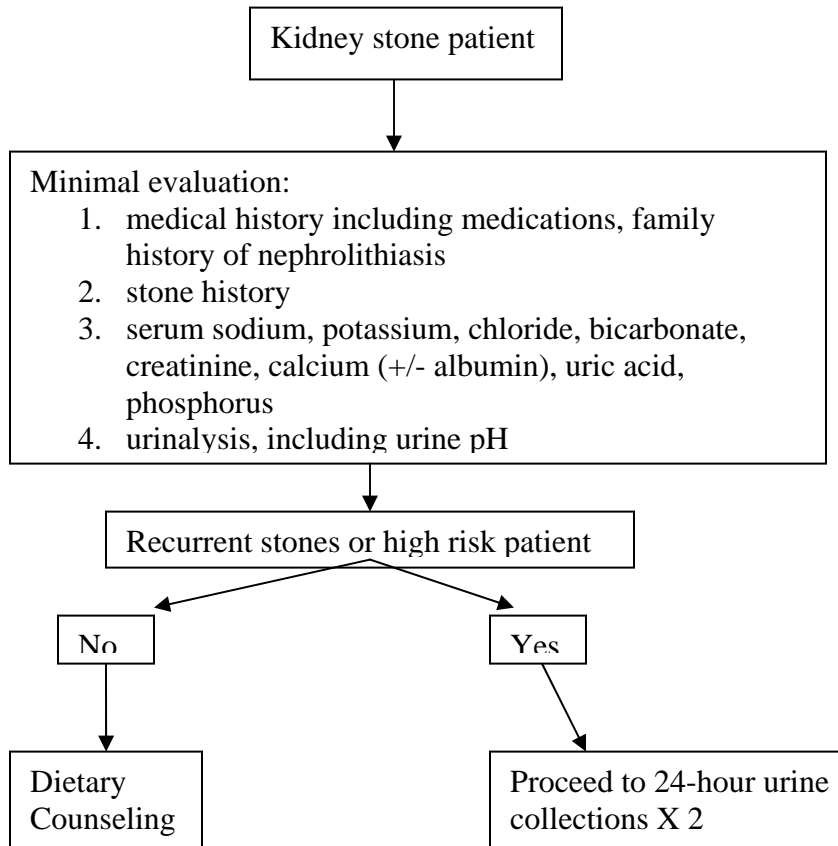 Kidney stone patient
Minimal evaluation:
1. medical history including medications, family
history of nephrolithiasis
2. stone history
3. serum sodium, potassium, chloride, bicarbonate,
creatinine, calcium (+/- albumin), uric acid,
phosphorus
4. urinalysis, including urine pH
Recurrent stones or high risk patient
No
Yes
Dietary
Counseling
Proceed to 24-hour urine
collections X 2